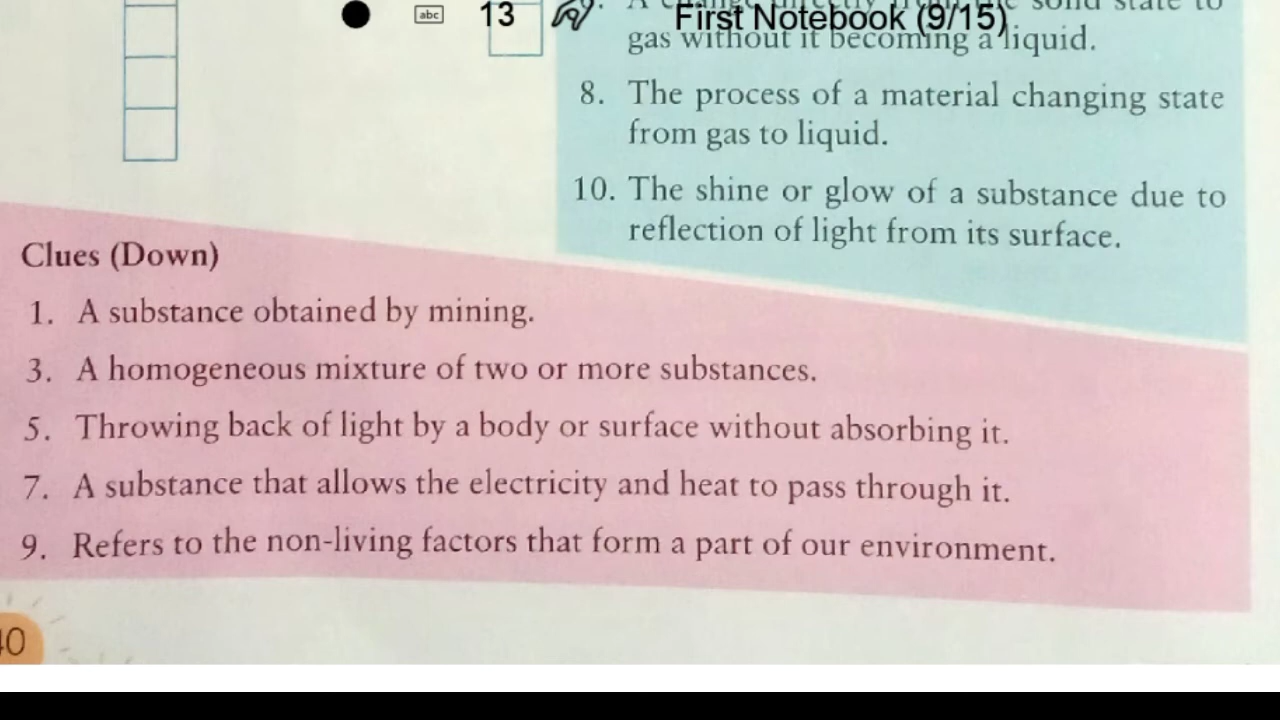 abc 13 First Notebook (9/15)
gas without it becoming a liquid.
8. The process of a material changing state
from gas to liquid.
10. The shine or glow of a substance due to
reflection of light from its surface.
Clues (Down)
1. A substance obtained by mining.
3. A homogeneous mixture of two or more substances.
5. Throwing back of light by a body or surface without absorbing it.
7. A substance that allows the electricity and heat to pass through it.
9. Refers to the non-living factors that form a part of our environment.